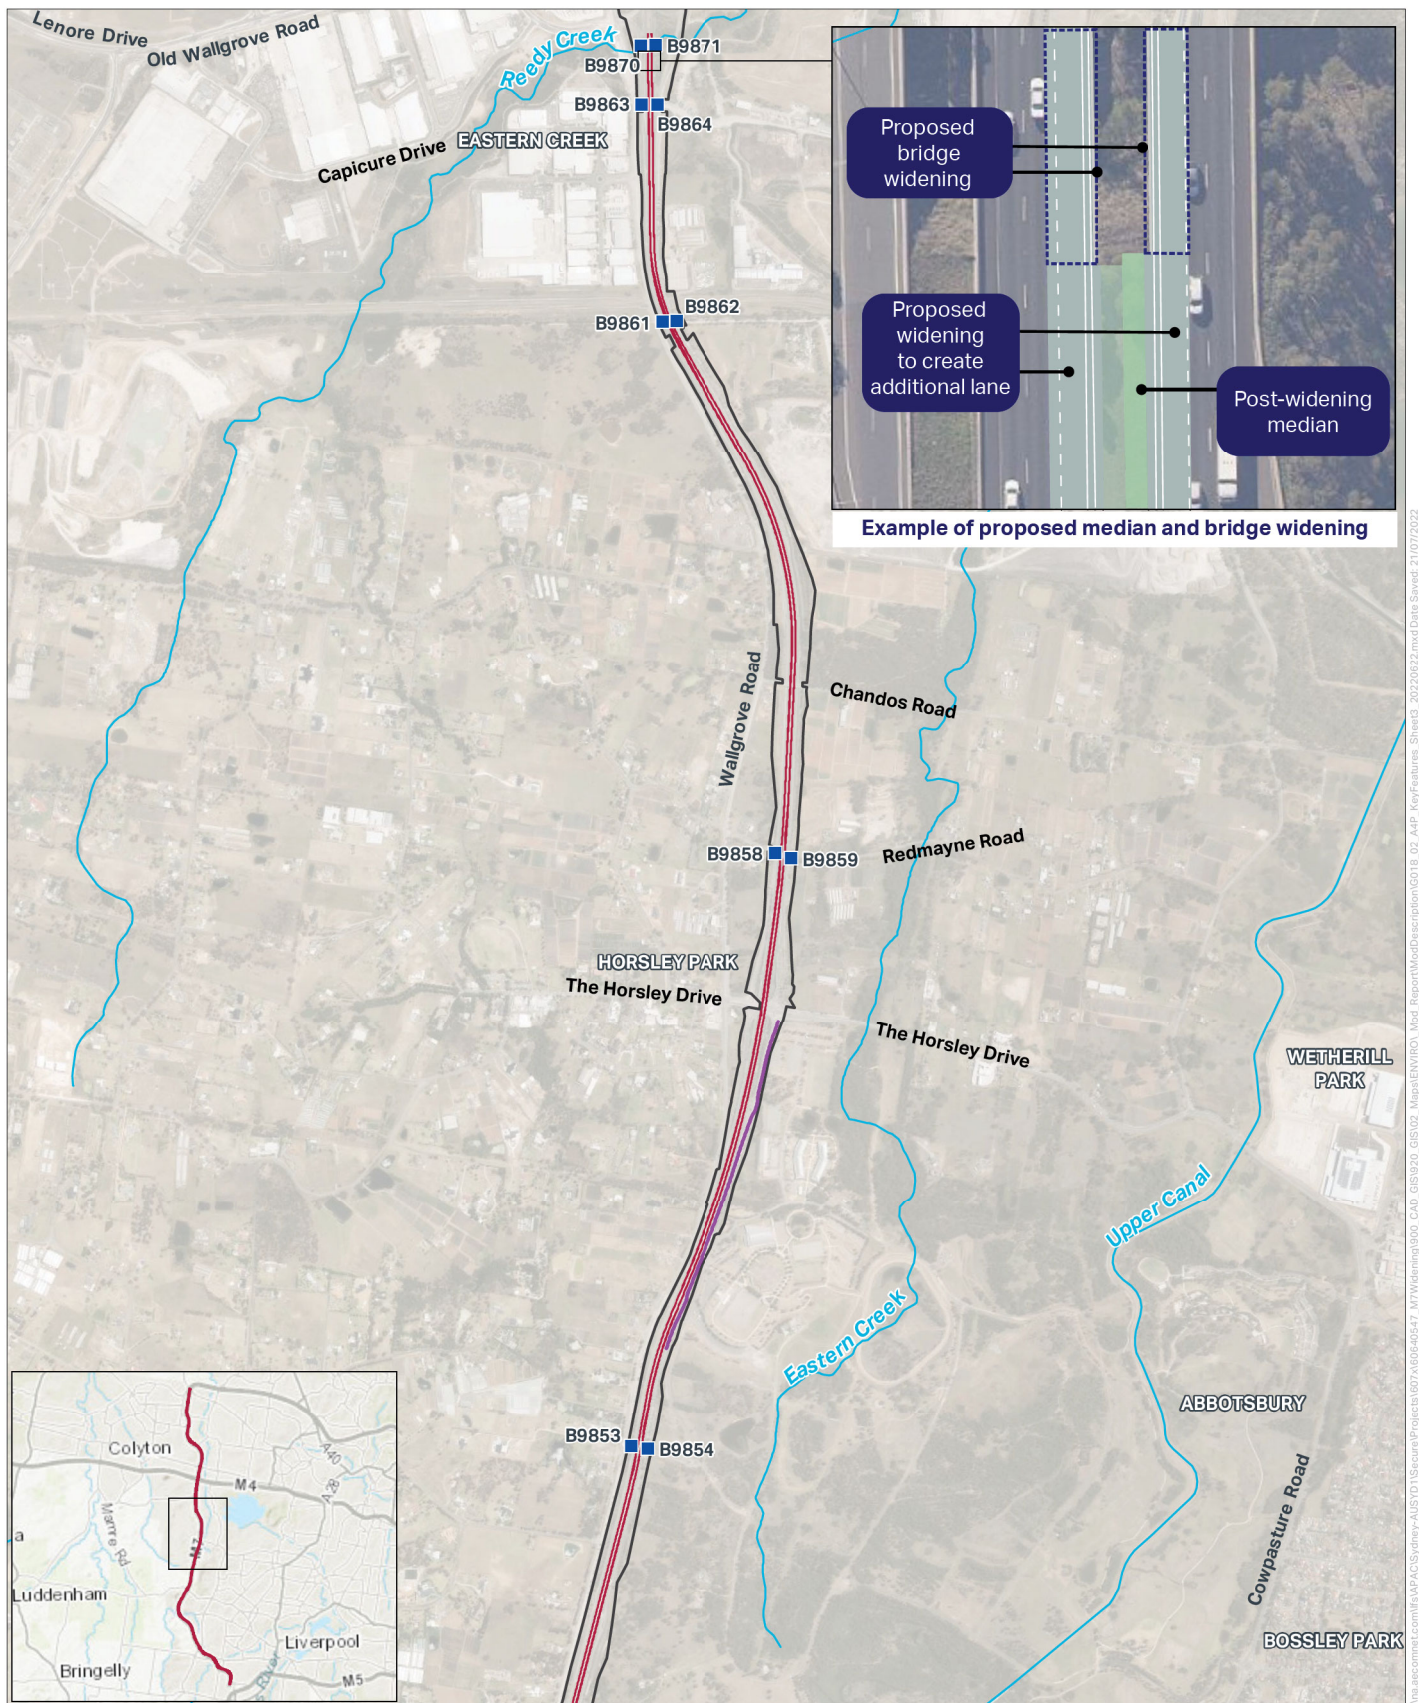 Lenore Drive
Old Wallgrove Road
Reedy Creek
B9871
B9870
B9863
B9864
EASTERN CREEK
Capicure Drive
B9862
B9861
Proposed
bridge
widening
Proposed
widening
to create
additional lane
Post-widening
median
Example of proposed median and bridge widening
Wallgrove Road
Chandos Road
B9858
B9859
Redmayne Road
HORSLEY PARK
The Horsley Drive
The Horsley Drive
WETHERILL
PARK
Upper Canal
Eastern Creek
ABBOTSBURY
B9853
B9854
Cowpasture Road
BOSSLEY PARK
Colyton
A40
M4
A28
Mamre Rd
a
M7
Luddenham
Liverpool
Bringelly
River
M5